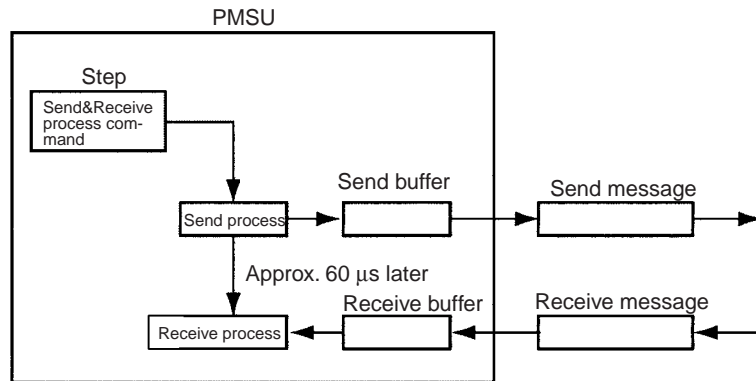 PMSU
Step
Send&Receive
process com-
mand
Send buffer
Send message
Send process
Approx. 60 µs later
Receive buffer
Receive message
Receive process